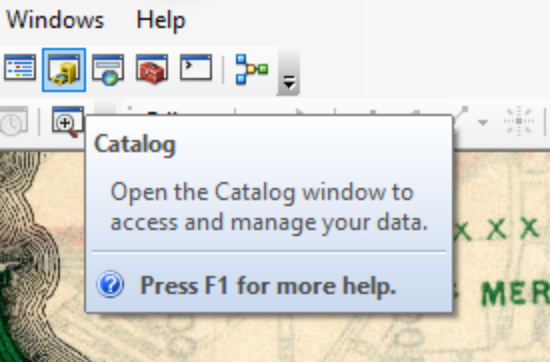 Windows Help
Catalog
Open the Catalog window to
access and manage your data.
X X X
MER
Press F1 for more help.